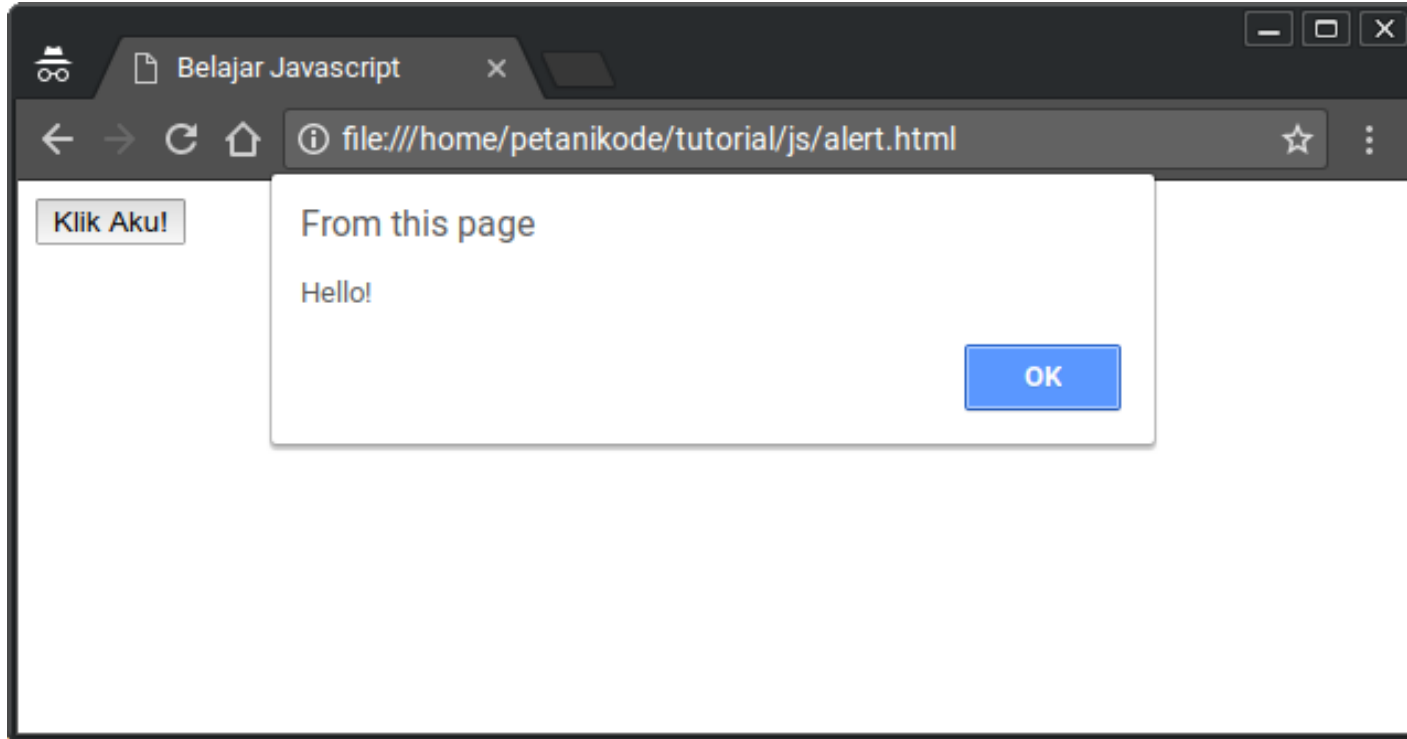 Belajar Javascript
file:///home/petanikode/tutorial/js/alert.html
Klik Aku!
From this page
Hello!
OK